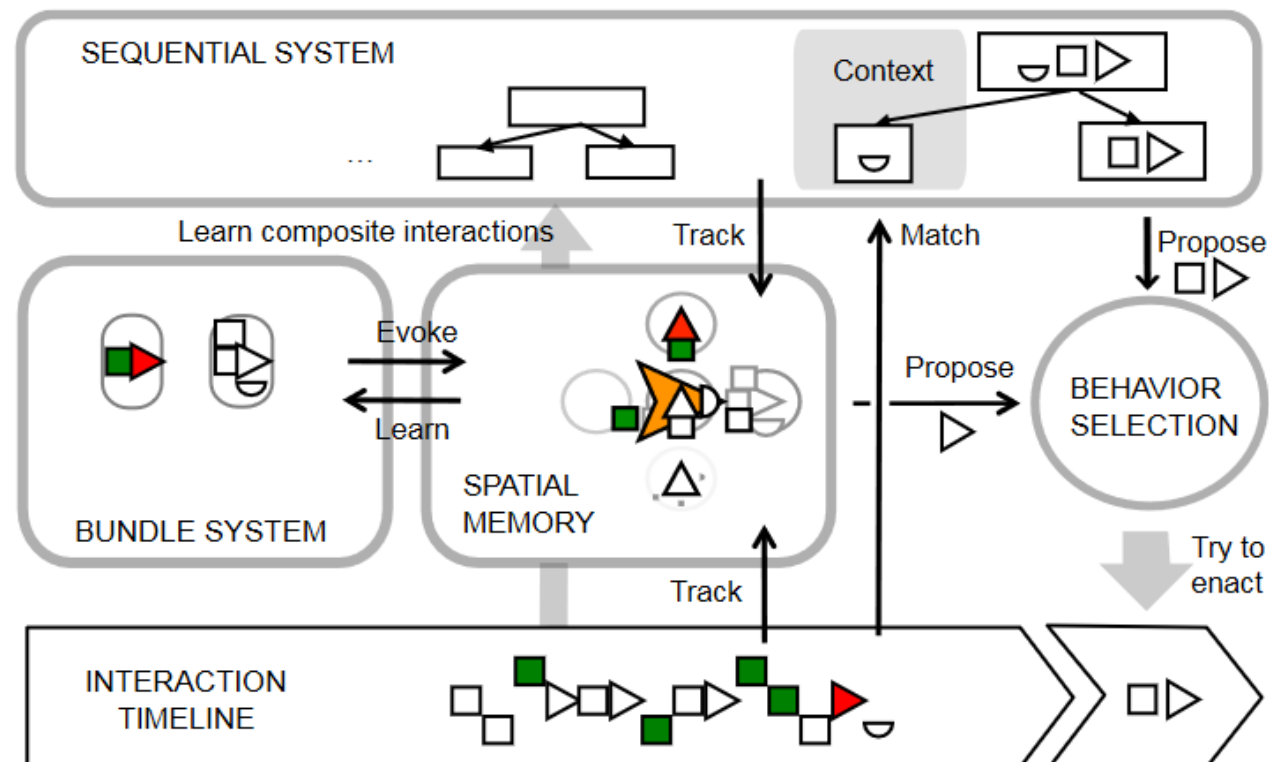 SEQUENTIAL SYSTEM
Context
...
Learn composite interactions
Track
Match
Propose
Evoke
Learn
Propose
BEHAVIOR
SELECTION
SPATIAL
MEMORY
BUNDLE SYSTEM
Track
Try to
enact
INTERACTION
TIMELINE